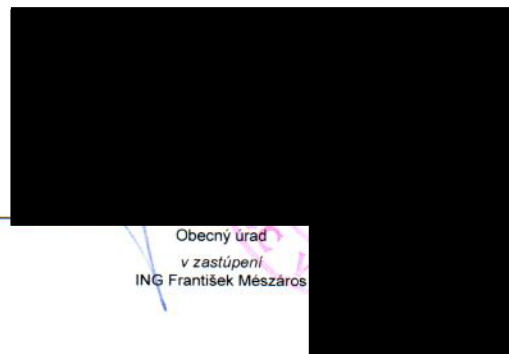 Obecný úrad
v zastúpení
ING František Mészáros